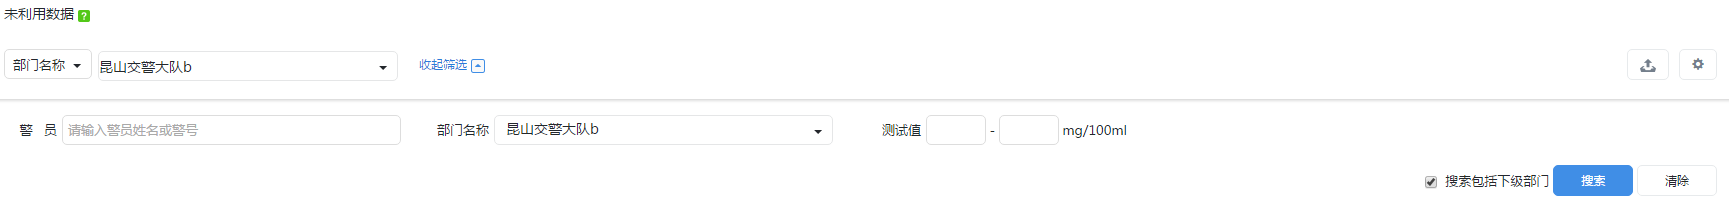 未利用数据 ?
部门名称 昆山交警大队b 收起筛选
警 员 请输入警员姓名或警号 部门名称 昆山交警大队b 测试值 - mg/100ml
搜索包括下级部门 搜索 清除